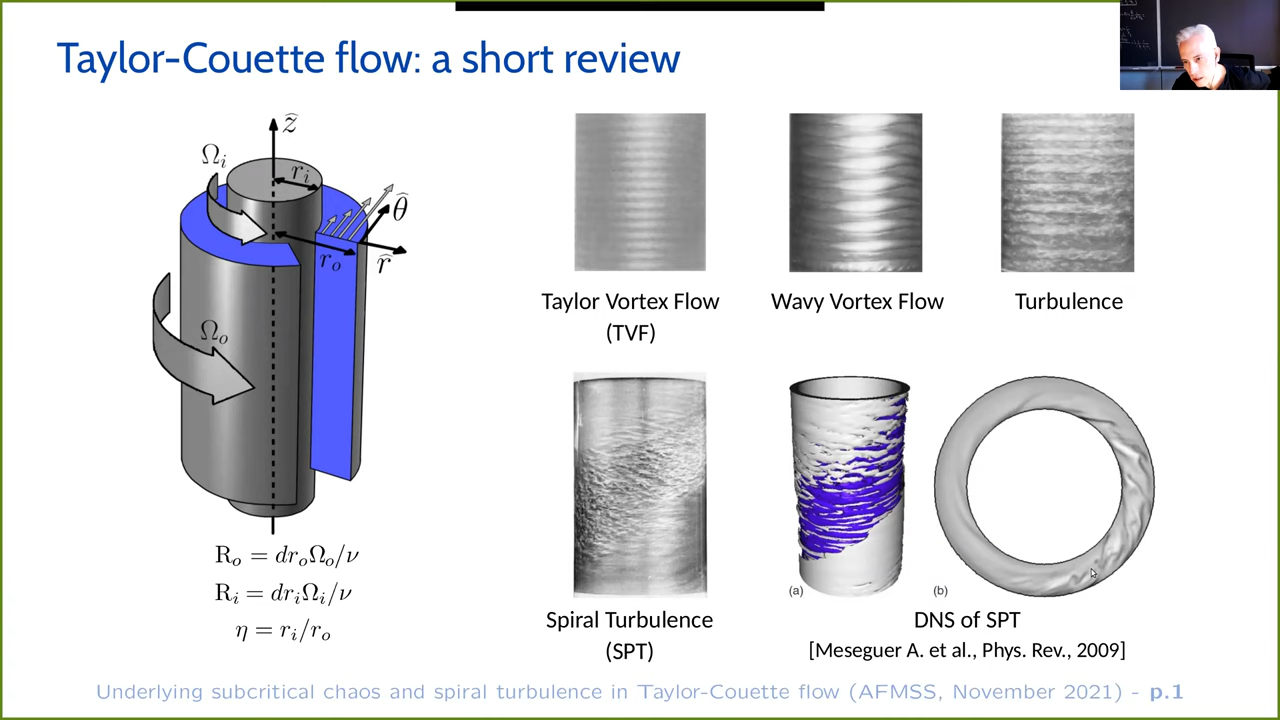 Taylor-Couette flow: a short review
ẑ
Ωᵢ
rᵢ
θ̂
rₒ
r̂
Ωₒ
Rₒ = drₒΩₒ/ν
Rᵢ = drᵢΩᵢ/ν
η = rᵢ/rₒ
Taylor Vortex Flow
(TVF)
Wavy Vortex Flow
Turbulence
Spiral Turbulence
(SPT)
(a)
(b)
DNS of SPT
[Meseguer A. et al., Phys. Rev., 2009]
Underlying subcritical chaos and spiral turbulence in Taylor-Couette flow (AFMSS, November 2021) - p.1